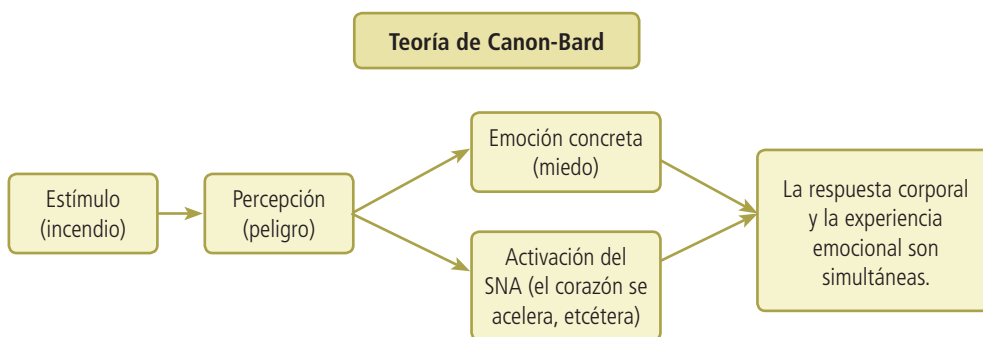 Teoría de Canon-Bard
Estímulo
(incendio)
Percepción
(peligro)
Emoción concreta
(miedo)
Activación del
SNA (el corazón se
acelera, etcétera)
La respuesta corporal
y la experiencia
emocional son
simultáneas.